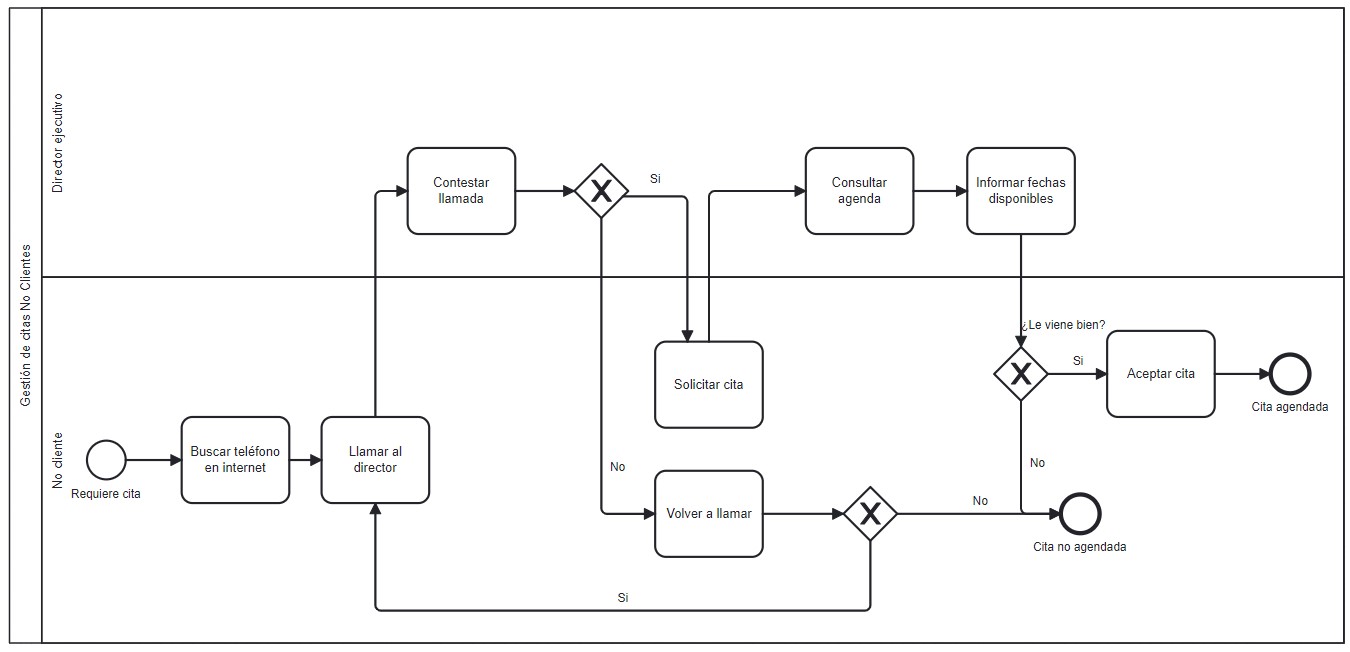 Gestión de citas No Clientes
Director ejecutivo
Contestar
llamada
Si
Consultar
agenda
Informar fechas
disponibles
No cliente
Requiere cita
Buscar teléfono
en internet
Llamar al
director
Solicitar cita
No
Volver a llamar
Si
No
¿Le viene bien?
Si
Aceptar cita
Cita agendada
No
Cita no agendada